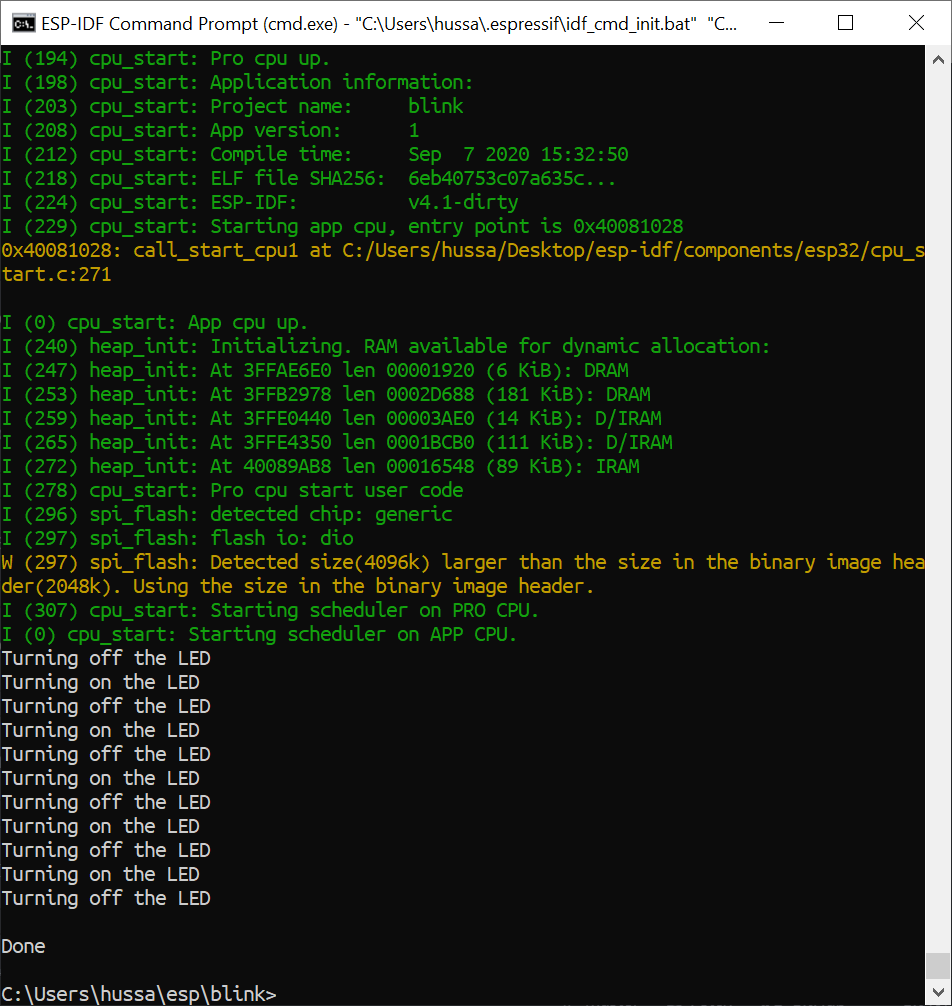 ESP-IDF Command Prompt (cmd.exe) - "C:\Users\hussa\.espressif\idf_cmd_init.bat"  "C...
I (194) cpu_start: Pro cpu up.
I (198) cpu_start: Application information:
I (203) cpu_start: Project name:     blink
I (208) cpu_start: App version:      1
I (212) cpu_start: Compile time:     Sep  7 2020 15:32:50
I (218) cpu_start: ELF file SHA256:  6eb40753c07a635c...
I (224) cpu_start: ESP-IDF:          v4.1-dirty
I (229) cpu_start: Starting app cpu, entry point is 0x40081028
0x40081028: call_start_cpu1 at C:/Users/hussa/Desktop/esp-idf/components/esp32/cpu_s
tart.c:271
I (0) cpu_start: App cpu up.
I (240) heap_init: Initializing. RAM available for dynamic allocation:
I (247) heap_init: At 3FFAE6E0 len 00001920 (6 KiB): DRAM
I (253) heap_init: At 3FFB2978 len 0002D688 (181 KiB): DRAM
I (259) heap_init: At 3FFE0440 len 00003AE0 (14 KiB): D/IRAM
I (265) heap_init: At 3FFE4350 len 0001BCB0 (111 KiB): D/IRAM
I (272) heap_init: At 40089AB8 len 00016548 (89 KiB): IRAM
I (278) cpu_start: Pro cpu start user code
I (296) spi_flash: detected chip: generic
I (297) spi_flash: flash io: dio
W (297) spi_flash: Detected size(4096k) larger than the size in the binary image hea
der(2048k). Using the size in the binary image header.
I (307) cpu_start: Starting scheduler on PRO CPU.
I (0) cpu_start: Starting scheduler on APP CPU.
Turning off the LED
Turning on the LED
Turning off the LED
Turning on the LED
Turning off the LED
Turning on the LED
Turning off the LED
Turning on the LED
Turning off the LED
Turning on the LED
Turning off the LED
Done
C:\Users\hussa\esp\blink>